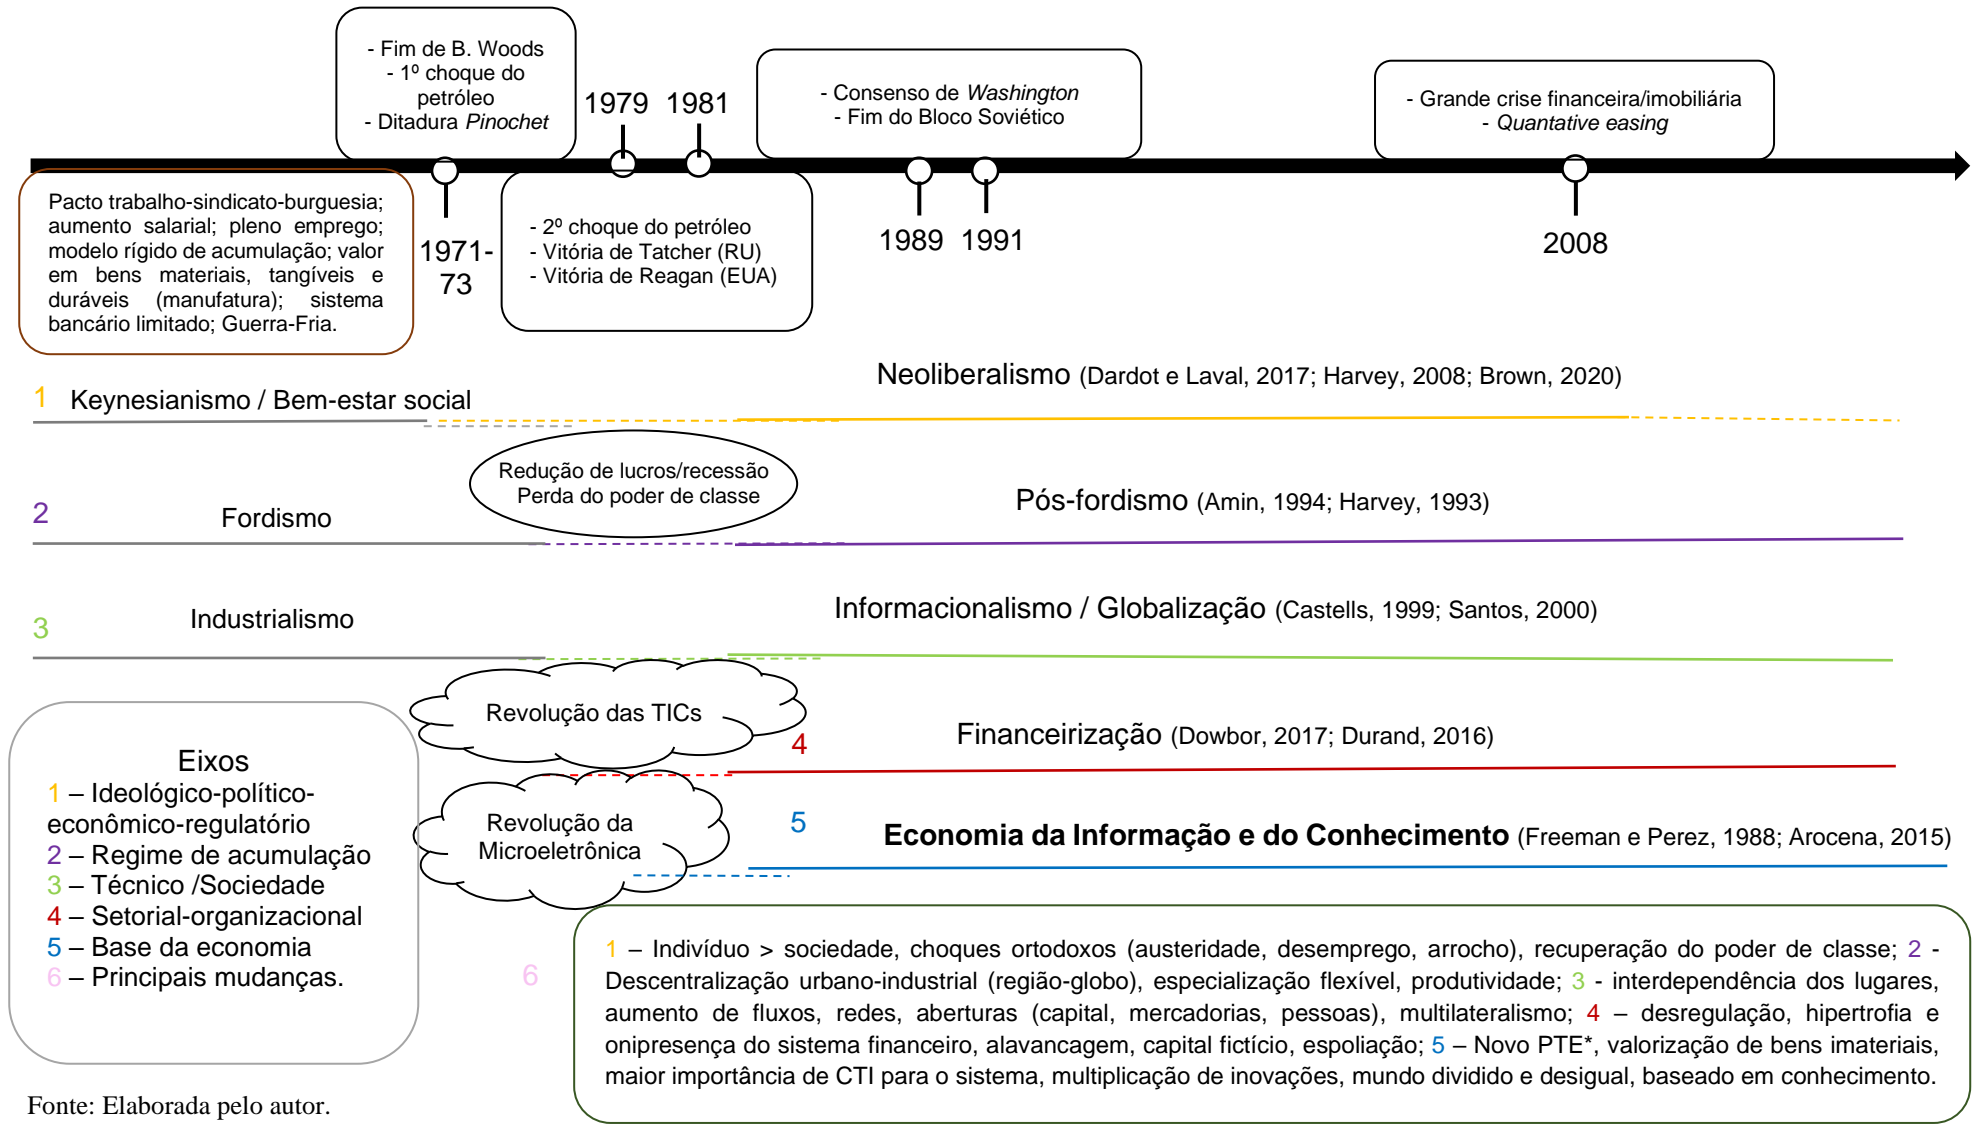 - Fim de B. Woods
- 1º choque do
petróleo
- Ditadura Pinochet
1979
1981
- Consenso de Washington
- Fim do Bloco Soviético
- Grande crise financeira/imobiliária
- Quantative easing
Pacto trabalho-sindicato-burguesia;
aumento salarial; pleno emprego;
modelo rígido de acumulação; valor
em bens materiais, tangíveis e
duráveis (manufatura); sistema
bancário limitado; Guerra-Fria.
1971-
73
- 2º choque do petróleo
- Vitória de Tatcher (RU)
- Vitória de Reagan (EUA)
1989
1991
2008
1 Keynesianismo / Bem-estar social
Neoliberalismo (Dardot e Laval, 2017; Harvey, 2008; Brown, 2020)
Redução de lucros/recessão
Perda do poder de classe
2 Fordismo
Pós-fordismo (Amin, 1994; Harvey, 1993)
3 Industrialismo
Informacionalismo / Globalização (Castells, 1999; Santos, 2000)
Revolução das TICs
4 Financeirização (Dowbor, 2017; Durand, 2016)
Revolução da
Microeletrônica
5 Economia da Informação e do Conhecimento (Freeman e Perez, 1988; Arocena, 2015)
Eixos
1 – Ideológico-político-
econômico-regulatório
2 – Regime de acumulação
3 – Técnico /Sociedade
4 – Setorial-organizacional
5 – Base da economia
6 – Principais mudanças.
6
1 – Indivíduo > sociedade, choques ortodoxos (austeridade, desemprego, arrocho), recuperação do poder de classe; 2 -
Descentralização urbano-industrial (região-globo), especialização flexível, produtividade; 3 - interdependência dos lugares,
aumento de fluxos, redes, aberturas (capital, mercadorias, pessoas), multilateralismo; 4 – desregulação, hipertrofia e
onipresença do sistema financeiro, alavancagem, capital fictício, espoliação; 5 – Novo PTE*, valorização de bens imateriais,
maior importância de CTI para o sistema, multiplicação de inovações, mundo dividido e desigual, baseado em conhecimento.
Fonte: Elaborada pelo autor.